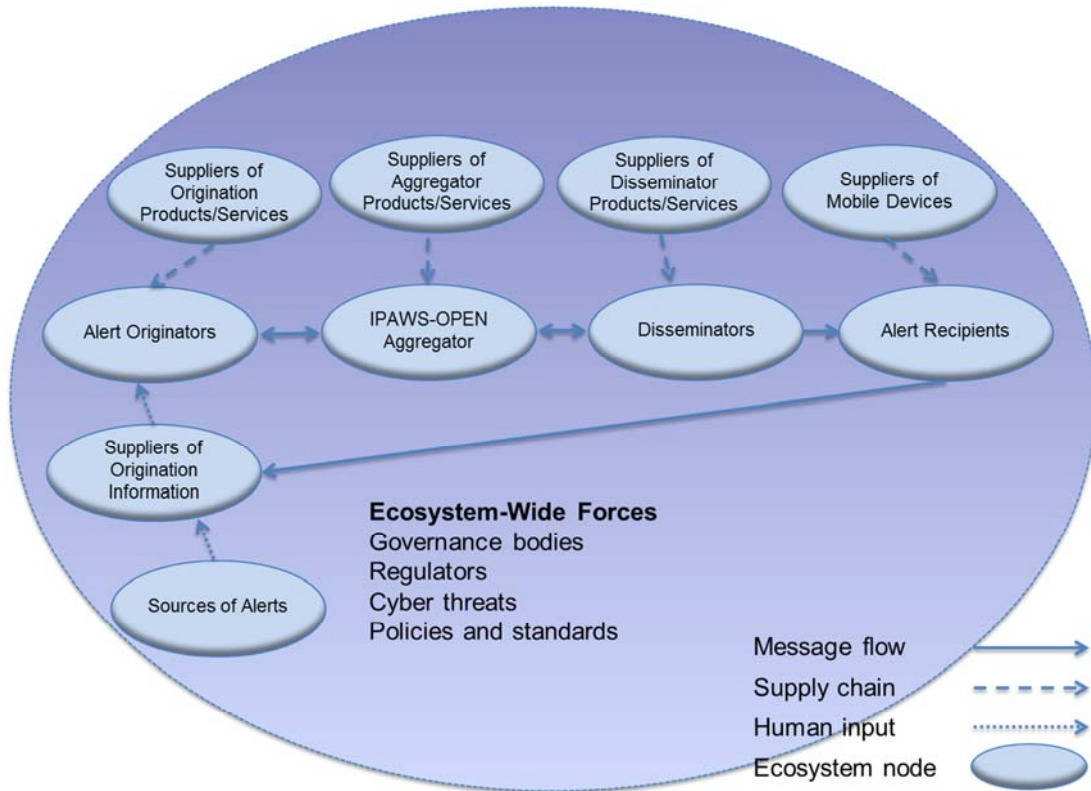 Suppliers of
Origination
Products/Services
Suppliers of
Aggregator
Products/Services
Suppliers of
Disseminator
Products/Services
Suppliers of
Mobile Devices
Alert Originators
IPAWS-OPEN
Aggregator
Disseminators
Alert Recipients
Suppliers of
Origination
Information
Sources of Alerts
Ecosystem-Wide Forces
Governance bodies
Regulators
Cyber threats
Policies and standards
Message flow
Supply chain
Human input
Ecosystem node